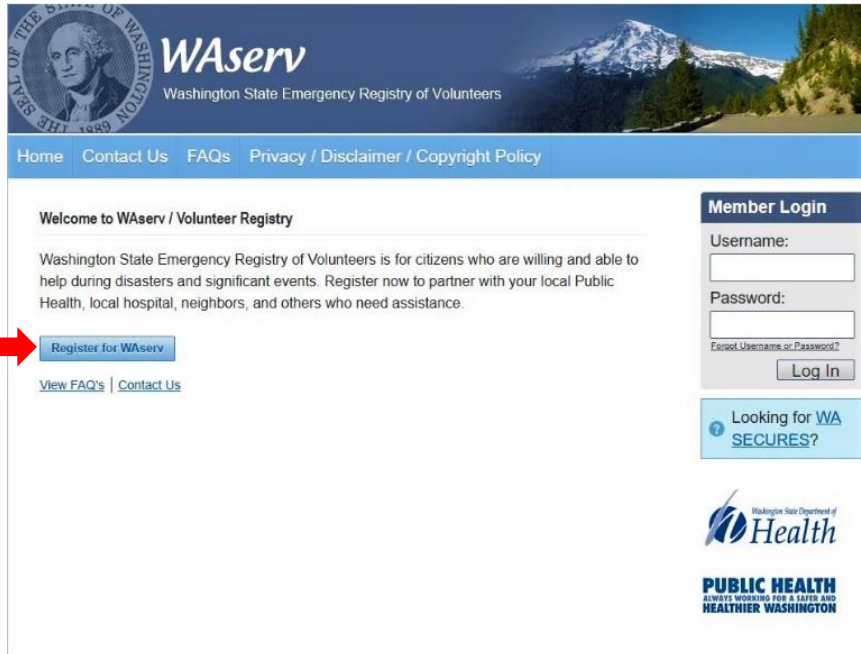 THE SEAL OF THE STATE OF WASHINGTON
1889
WAserv
Washington State Emergency Registry of Volunteers
Home Contact Us FAQs Privacy / Disclaimer / Copyright Policy
Welcome to WAserv / Volunteer Registry
Washington State Emergency Registry of Volunteers is for citizens who are willing and able to
help during disasters and significant events. Register now to partner with your local Public
Health, local hospital, neighbors, and others who need assistance.
Register for WAserv
View FAQ's | Contact Us
Member Login
Username:
Password:
Forgot Username or Password?
Log In
Looking for WA
SECURES?
Washington State Department of
Health
PUBLIC HEALTH
ALWAYS WORKING FOR A SAFER AND
HEALTHIER WASHINGTON